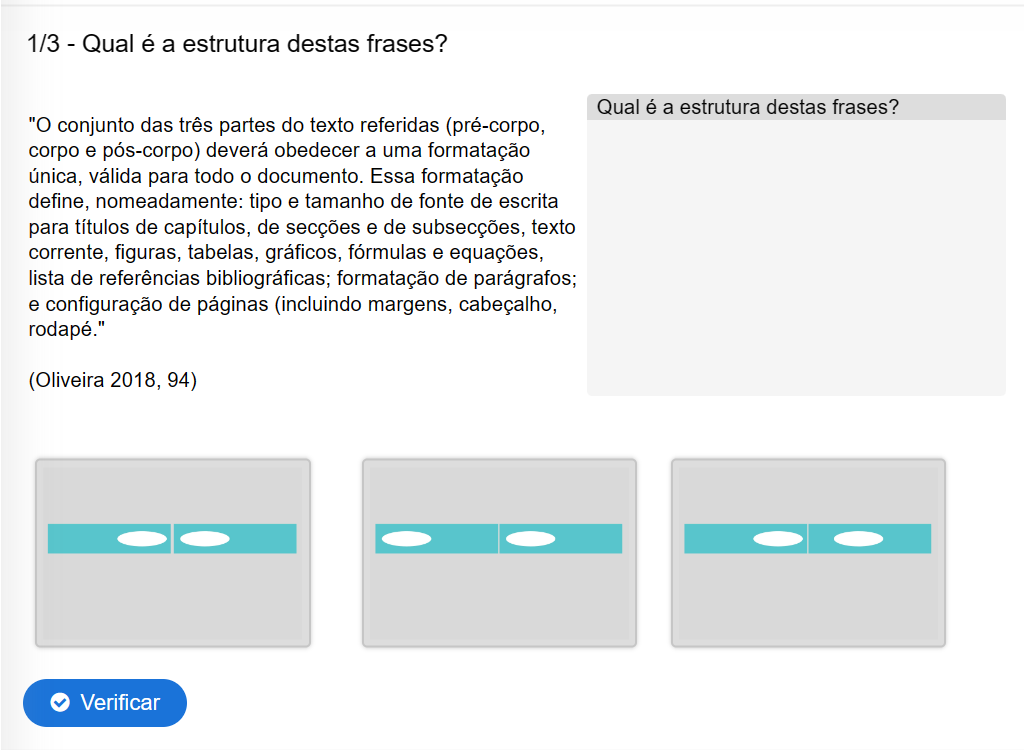 1/3 - Qual é a estrutura destas frases?
"O conjunto das três partes do texto referidas (pré-corpo,
corpo e pós-corpo) deverá obedecer a uma formatação
única, válida para todo o documento. Essa formatação
define, nomeadamente: tipo e tamanho de fonte de escrita
para títulos de capítulos, de secções e de subsecções, texto
corrente, figuras, tabelas, gráficos, fórmulas e equações,
lista de referências bibliográficas; formatação de parágrafos;
e configuração de páginas (incluindo margens, cabeçalho,
rodapé."
(Oliveira 2018, 94)
Qual é a estrutura destas frases?
Verificar